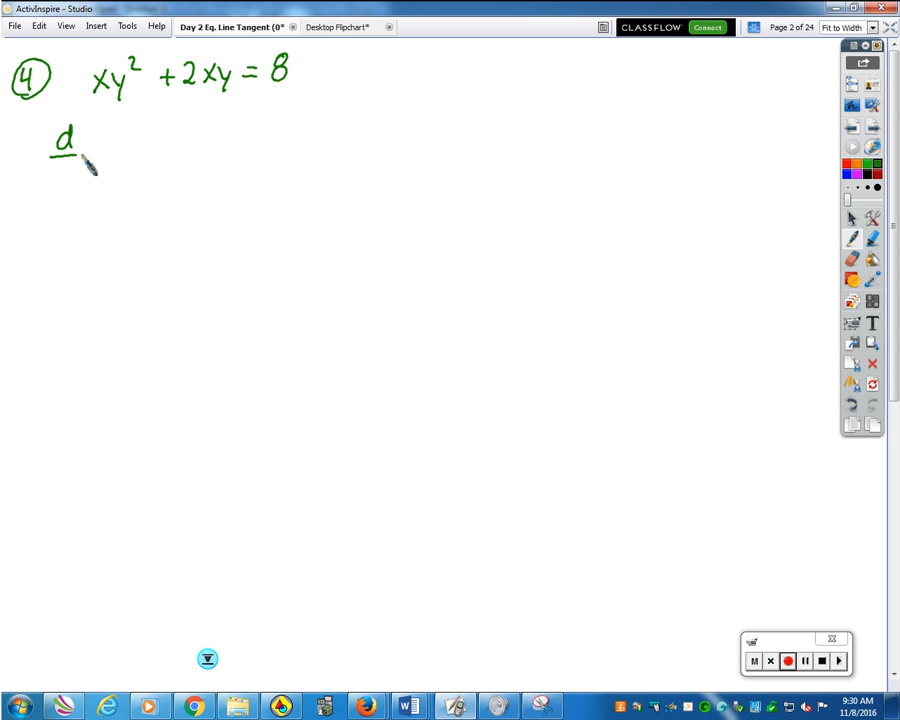 ActivInspire - Studio
File Edit View Insert Tools Help Day 2 Eq. Line Tangent (0* Desktop Flipchart* CLASSFLOW Connect Page 2 of 24 Fit to Width
④ xy² + 2xy = 8
d
T
M
W
9:30 AM
11/8/2016